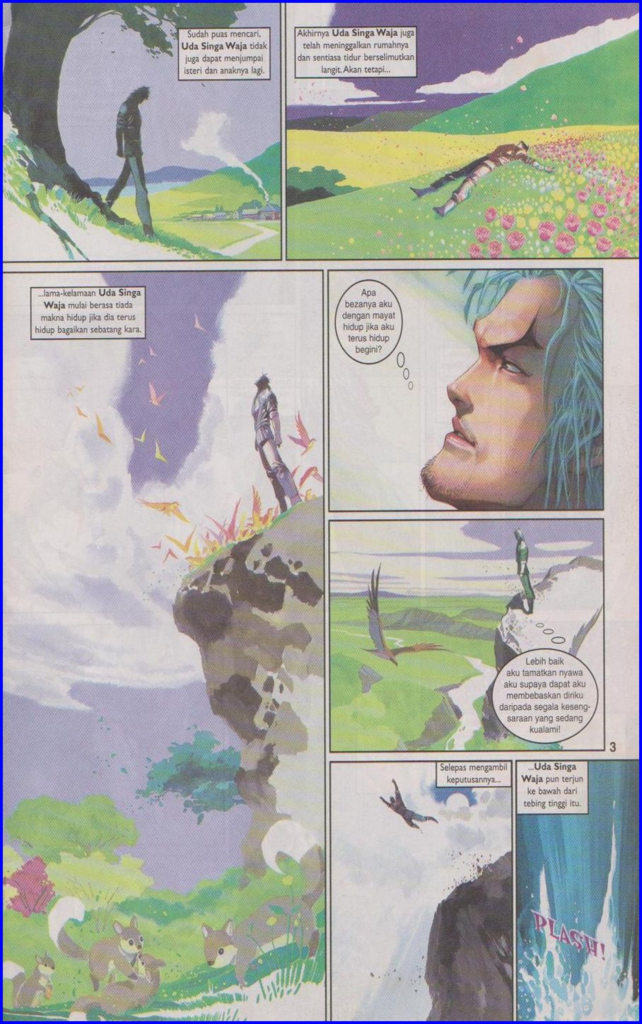 Sudah puas mencari,
Uda Singa Waja tidak
juga dapat menjumpai
isteri dan anaknya lagi.
Akhirnya Uda Singa Waja juga
telah meninggalkan rumahnya
dan sentiasa tidur berselimutkan
langit. Akan tetapi...
...lama-kelamaan Uda Singa
Waja mulai berasa tiada
makna hidup jika dia terus
hidup bagaikan sebatang kara.
Apa
bezanya aku
dengan mayat
hidup jika aku
terus hidup
begini?
Lebih baik
aku tamatkan nyawa
aku supaya dapat aku
membebaskan diriku
daripada segala keseng-
saraan yang sedang
kualami!
3
Selepas mengambil
keputusannya...
...Uda Singa
Waja pun terjun
ke bawah dari
tebing tinggi itu.
PLASH!